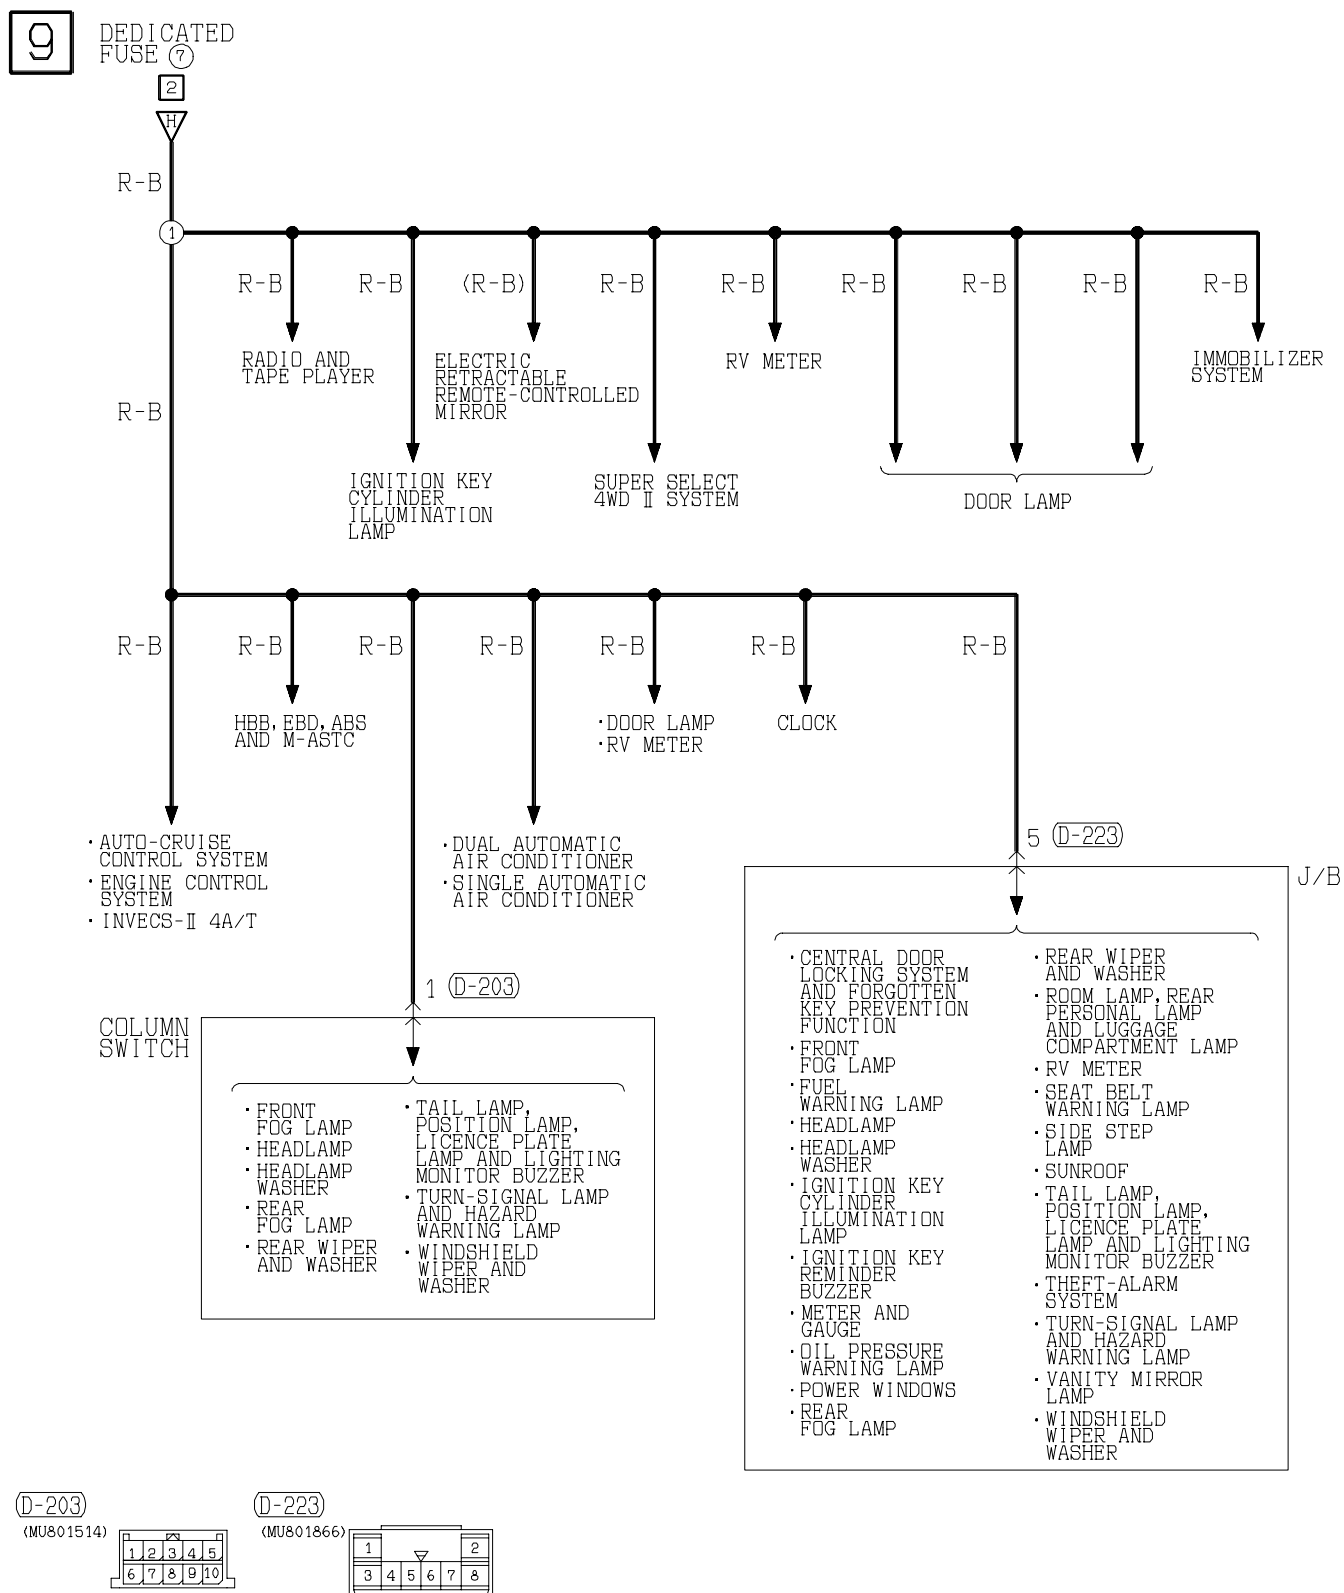 9
DEDICATED
FUSE ⑦
2
H
R-B
1
R-B
R-B
(R-B)
R-B
R-B
R-B
R-B
R-B
R-B
RADIO AND
TAPE PLAYER
ELECTRIC
RETRACTABLE
REMOTE-CONTROLLED
MIRROR
RV METER
IMMOBILIZER
SYSTEM
R-B
IGNITION KEY
CYLINDER
ILLUMINATION
LAMP
SUPER SELECT
4WD Ⅱ SYSTEM
DOOR LAMP
R-B
R-B
R-B
R-B
R-B
R-B
R-B
HBB, EBD, ABS
AND M-ASTC
·DOOR LAMP
·RV METER
CLOCK
·AUTO-CRUISE
CONTROL SYSTEM
·ENGINE CONTROL
SYSTEM
·INVECS-Ⅱ 4A/T
·DUAL AUTOMATIC
AIR CONDITIONER
·SINGLE AUTOMATIC
AIR CONDITIONER
5 (D-223)
J/B
1 (D-203)
COLUMN
SWITCH
·FRONT
FOG LAMP
·HEADLAMP
·HEADLAMP
WASHER
·REAR
FOG LAMP
·REAR WIPER
AND WASHER
·TAIL LAMP,
POSITION LAMP,
LICENCE PLATE
LAMP AND LIGHTING
MONITOR BUZZER
·TURN-SIGNAL LAMP
AND HAZARD
WARNING LAMP
·WINDSHIELD
WIPER AND
WASHER
·CENTRAL DOOR
LOCKING SYSTEM
AND FORGOTTEN
KEY PREVENTION
FUNCTION
·FRONT
FOG LAMP
·FUEL
WARNING LAMP
·HEADLAMP
·HEADLAMP
WASHER
·IGNITION KEY
CYLINDER
ILLUMINATION
LAMP
·IGNITION KEY
REMINDER
BUZZER
·METER AND
GAUGE
·OIL PRESSURE
WARNING LAMP
·POWER WINDOWS
·REAR
FOG LAMP
·REAR WIPER
AND WASHER
·ROOM LAMP, REAR
PERSONAL LAMP
AND LUGGAGE
COMPARTMENT LAMP
·RV METER
·SEAT BELT
WARNING LAMP
·SIDE STEP
LAMP
·SUNROOF
·TAIL LAMP,
POSITION LAMP,
LICENCE PLATE
LAMP AND LIGHTING
MONITOR BUZZER
·THEFT-ALARM
SYSTEM
·TURN-SIGNAL LAMP
AND HAZARD
WARNING LAMP
·VANITY MIRROR
LAMP
·WINDSHIELD
WIPER AND
WASHER
(D-203)
(MU801514)
1 2 3 4 5
6 7 8 9 10
(D-223)
(MU801866)
1 2
3 4 5 6 7 8